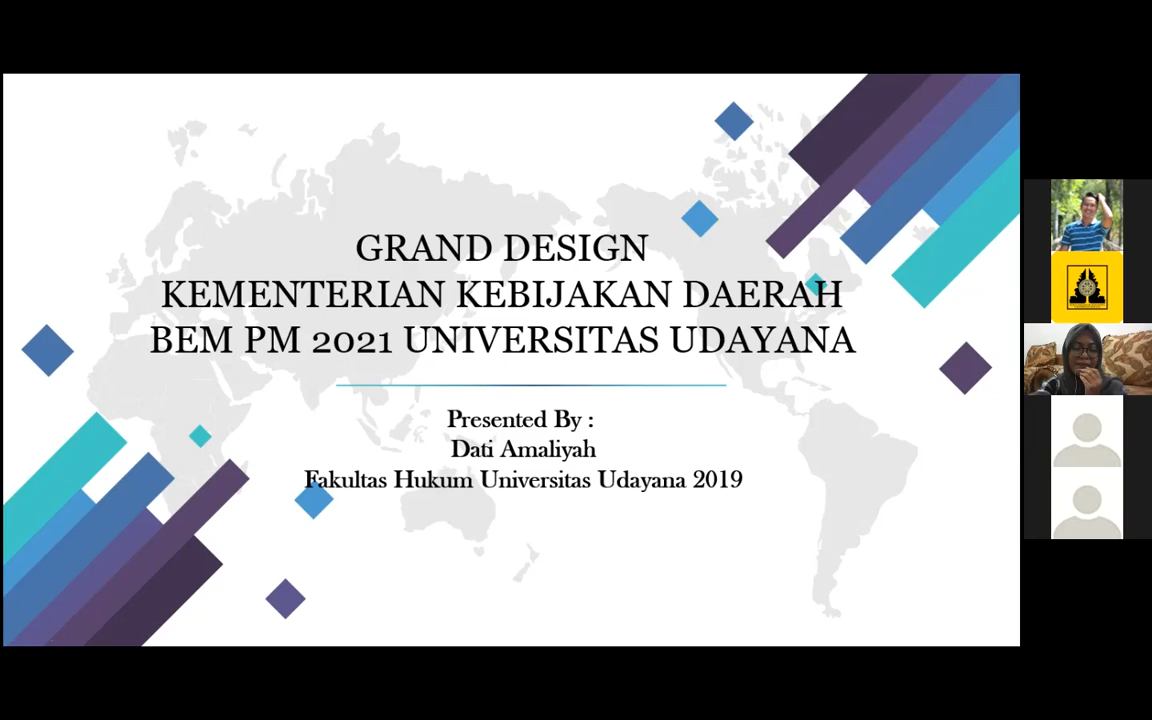 GRAND DESIGN
KEMENTERIAN KEBIJAKAN DAERAH
BEM PM 2021 UNIVERSITAS UDAYANA
Presented By :
Dati Amaliyah
Fakultas Hukum Universitas Udayana 2019